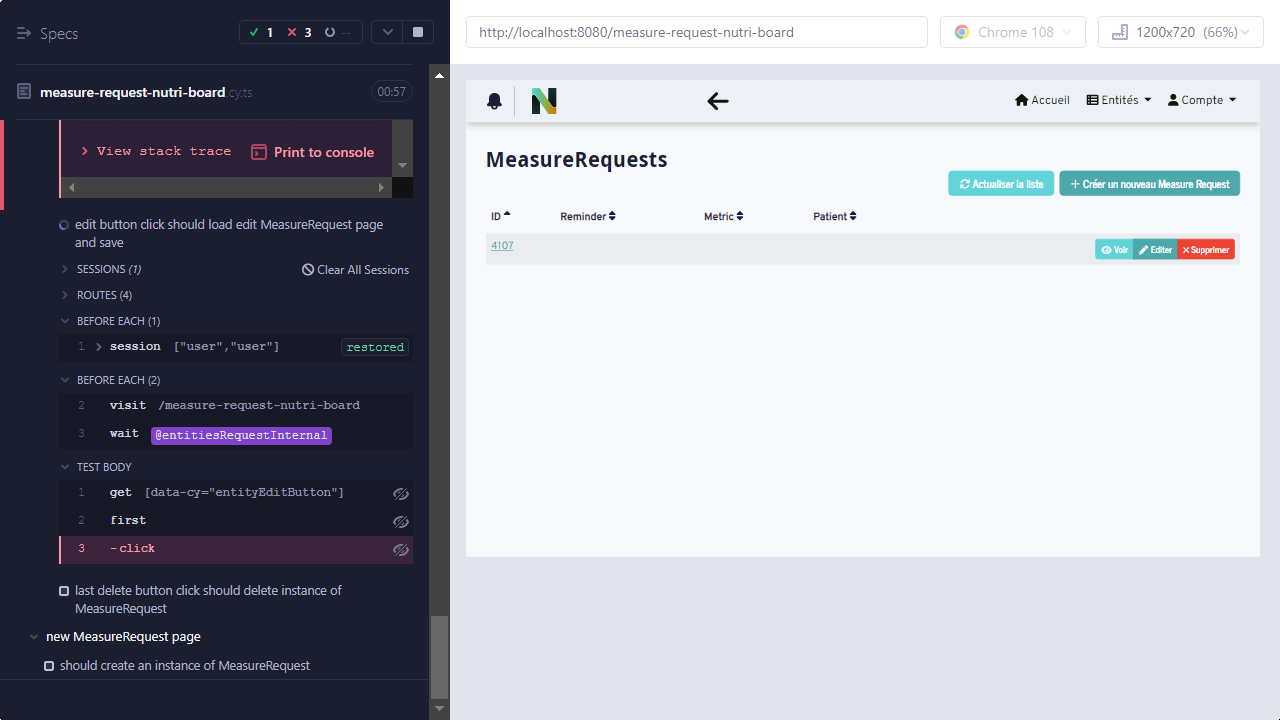 Specs
1
3
--
measure-request-nutri-board.cy.ts
00:57
View stack trace
Print to console
edit button click should load edit MeasureRequest page
and save
SESSIONS (1)
Clear All Sessions
ROUTES (4)
BEFORE EACH (1)
1 session ["user","user"] restored
BEFORE EACH (2)
2 visit /measure-request-nutri-board
3 wait @entitiesRequestInternal
TEST BODY
1 get [data-cy="entityEditButton"]
2 first
3 -click
last delete button click should delete instance of
MeasureRequest
new MeasureRequest page
should create an instance of MeasureRequest
http://localhost:8080/measure-request-nutri-board
Chrome 108
1200x720 (66%)
N
Accueil
Entités
Compte
MeasureRequests
Actualiser la liste
+ Créer un nouveau Measure Request
ID
Reminder
Metric
Patient
4107
Voir
Editer
Supprimer